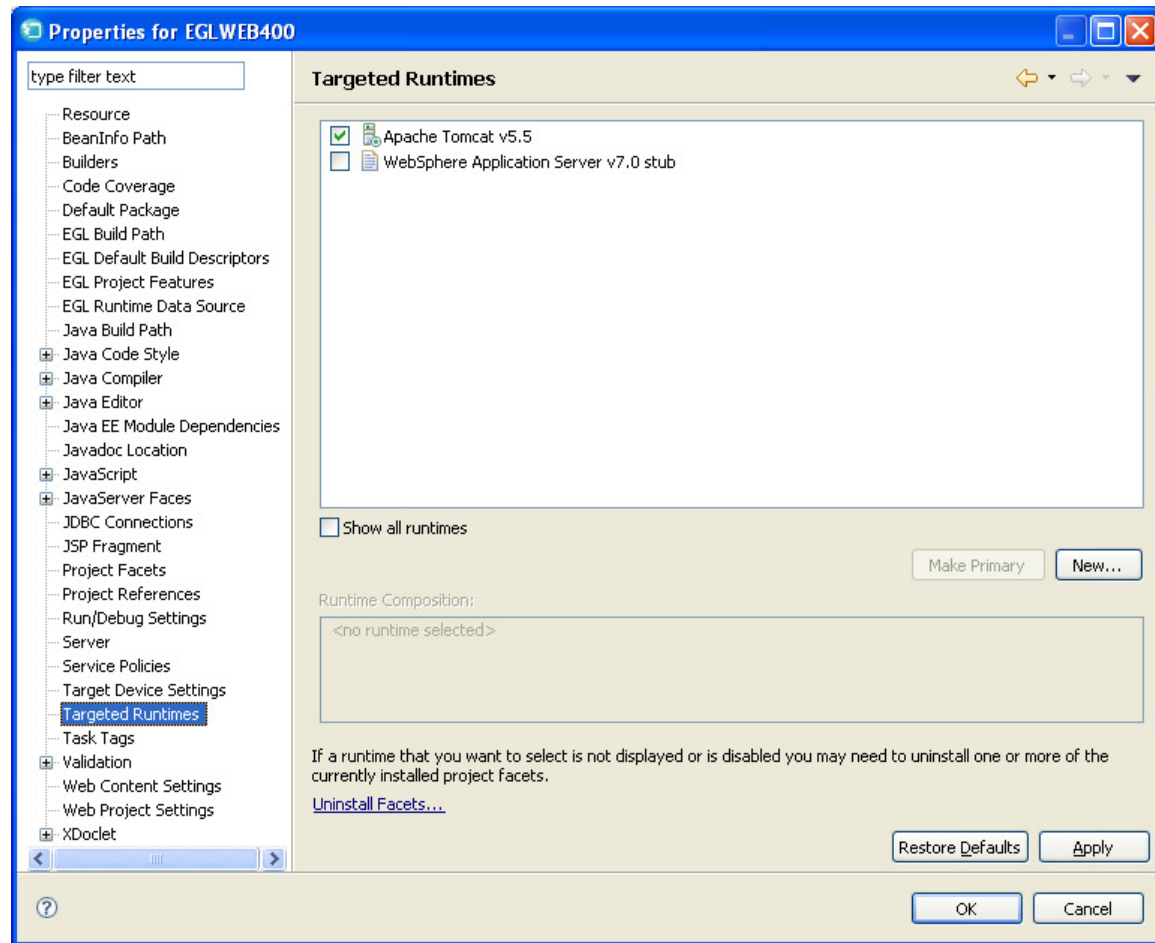 Properties for EGLWEB400
type filter text
Resource
BeanInfo Path
Builders
Code Coverage
Default Package
EGL Build Path
EGL Default Build Descriptors
EGL Project Features
EGL Runtime Data Source
Java Build Path
Java Code Style
Java Compiler
Java Editor
Java EE Module Dependencies
Javadoc Location
JavaScript
JavaServer Faces
JDBC Connections
JSP Fragment
Project Facets
Project References
Run/Debug Settings
Server
Service Policies
Target Device Settings
Targeted Runtimes
Task Tags
Validation
Web Content Settings
Web Project Settings
XDoclet
Targeted Runtimes
Apache Tomcat v5.5
WebSphere Application Server v7.0 stub
Show all runtimes
Make Primary
New...
Runtime Composition:
<no runtime selected>
If a runtime that you want to select is not displayed or is disabled you may need to uninstall one or more of the
currently installed project facets.
Uninstall Facets...
Restore Defaults
Apply
OK
Cancel